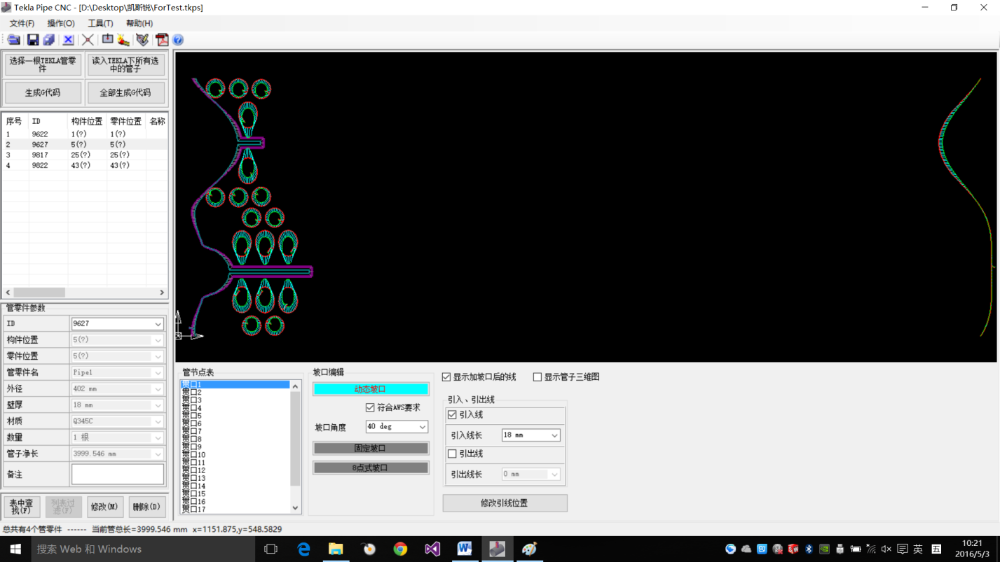 Tekla Pipe CNC - [D:\Desktop\凯斯锐\ForTest.tkps]
文件(F) 操作(O) 工具(T) 帮助(H)
选择一根TEKLA管零件
读入TEKLA下所有选中的管子
生成G代码
全部生成G代码
序号 ID 构件位置 零件位置 名称
1 9622 1(?) 1(?)
2 9627 5(?) 5(?)
3 9817 25(?) 25(?)
4 9822 43(?) 43(?)
管零件参数
ID 9627
构件位置 5(?)
零件位置 5(?)
管零件名 Pipe1
外径 402 mm
壁厚 18 mm
材质 Q345C
数量 1 根
管子净长 3999.546 mm
备注
表中查找(F)
列表过滤(F)
修改(M)
删除(D)
管节点表
贯口1
贯口2
贯口3
贯口4
贯口5
贯口6
贯口7
贯口8
贯口9
贯口10
贯口11
贯口12
贯口13
贯口14
贯口15
贯口16
贯口17
坡口编辑
动态坡口
符合AWS要求
坡口角度 40 deg
固定坡口
8点式坡口
显示加坡口后的线 显示管子三维图
引入、引出线
引入线
引入线长 18 mm
引出线
引出线长 0 mm
修改引线位置
总共有4个管零件 ------ 当前管总长=3999.546 mm x=1151.875,y=548.5829
搜索 Web 和 Windows
英
五
10:21
2016/5/3